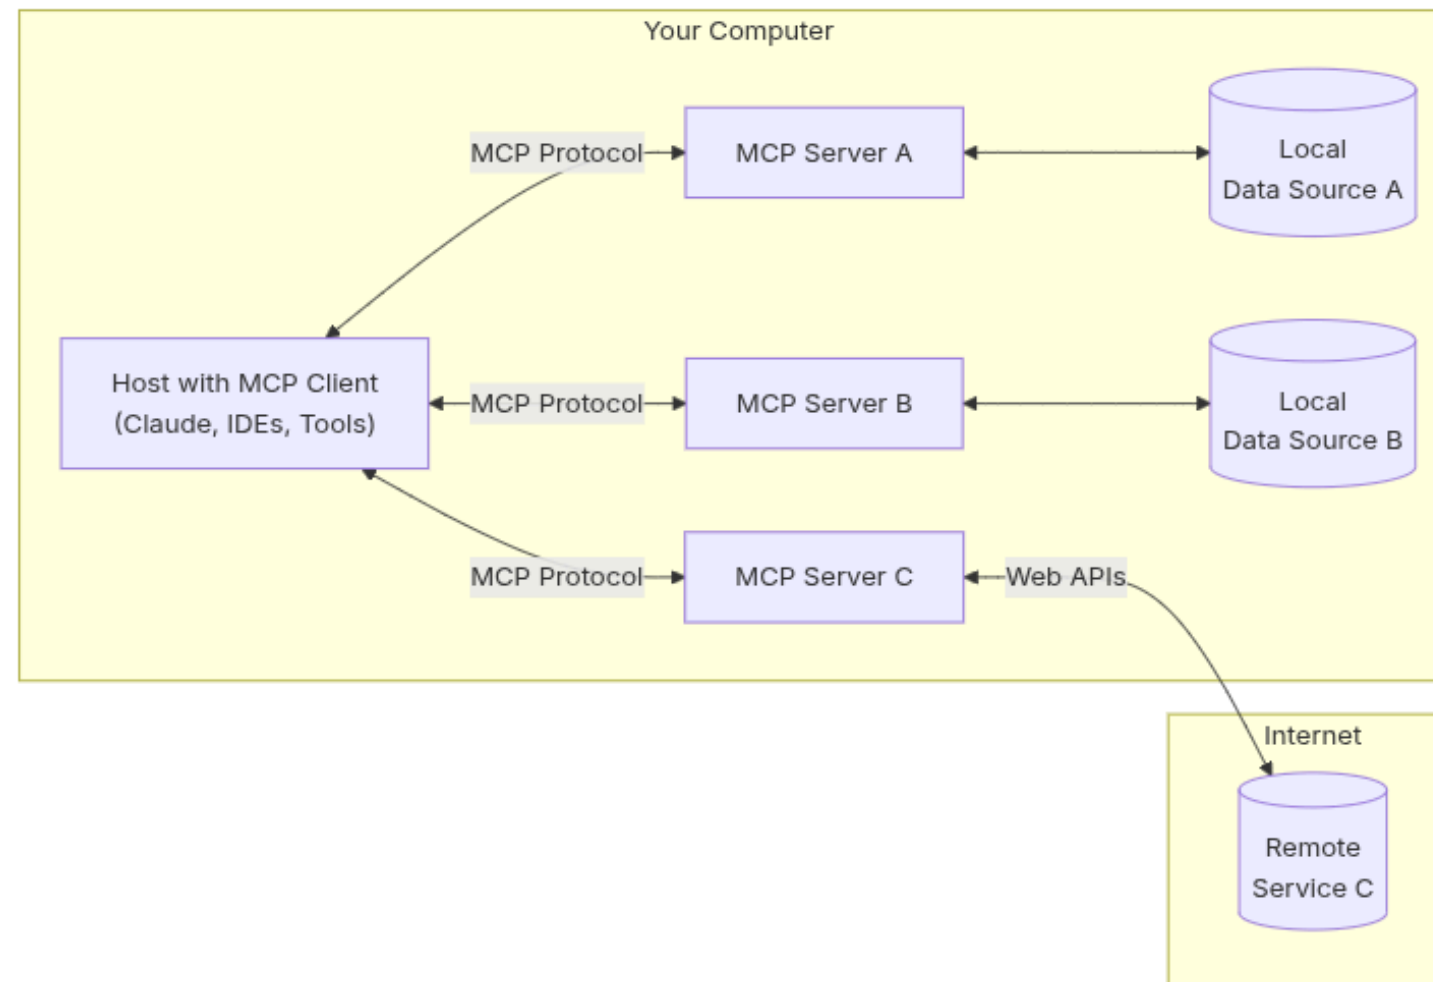 Your Computer
MCP Protocol
MCP Server A
Local
Data Source A
Host with MCP Client
(Claude, IDEs, Tools)
MCP Protocol
MCP Server B
Local
Data Source B
MCP Protocol
MCP Server C
Web APIs
Internet
Remote
Service C